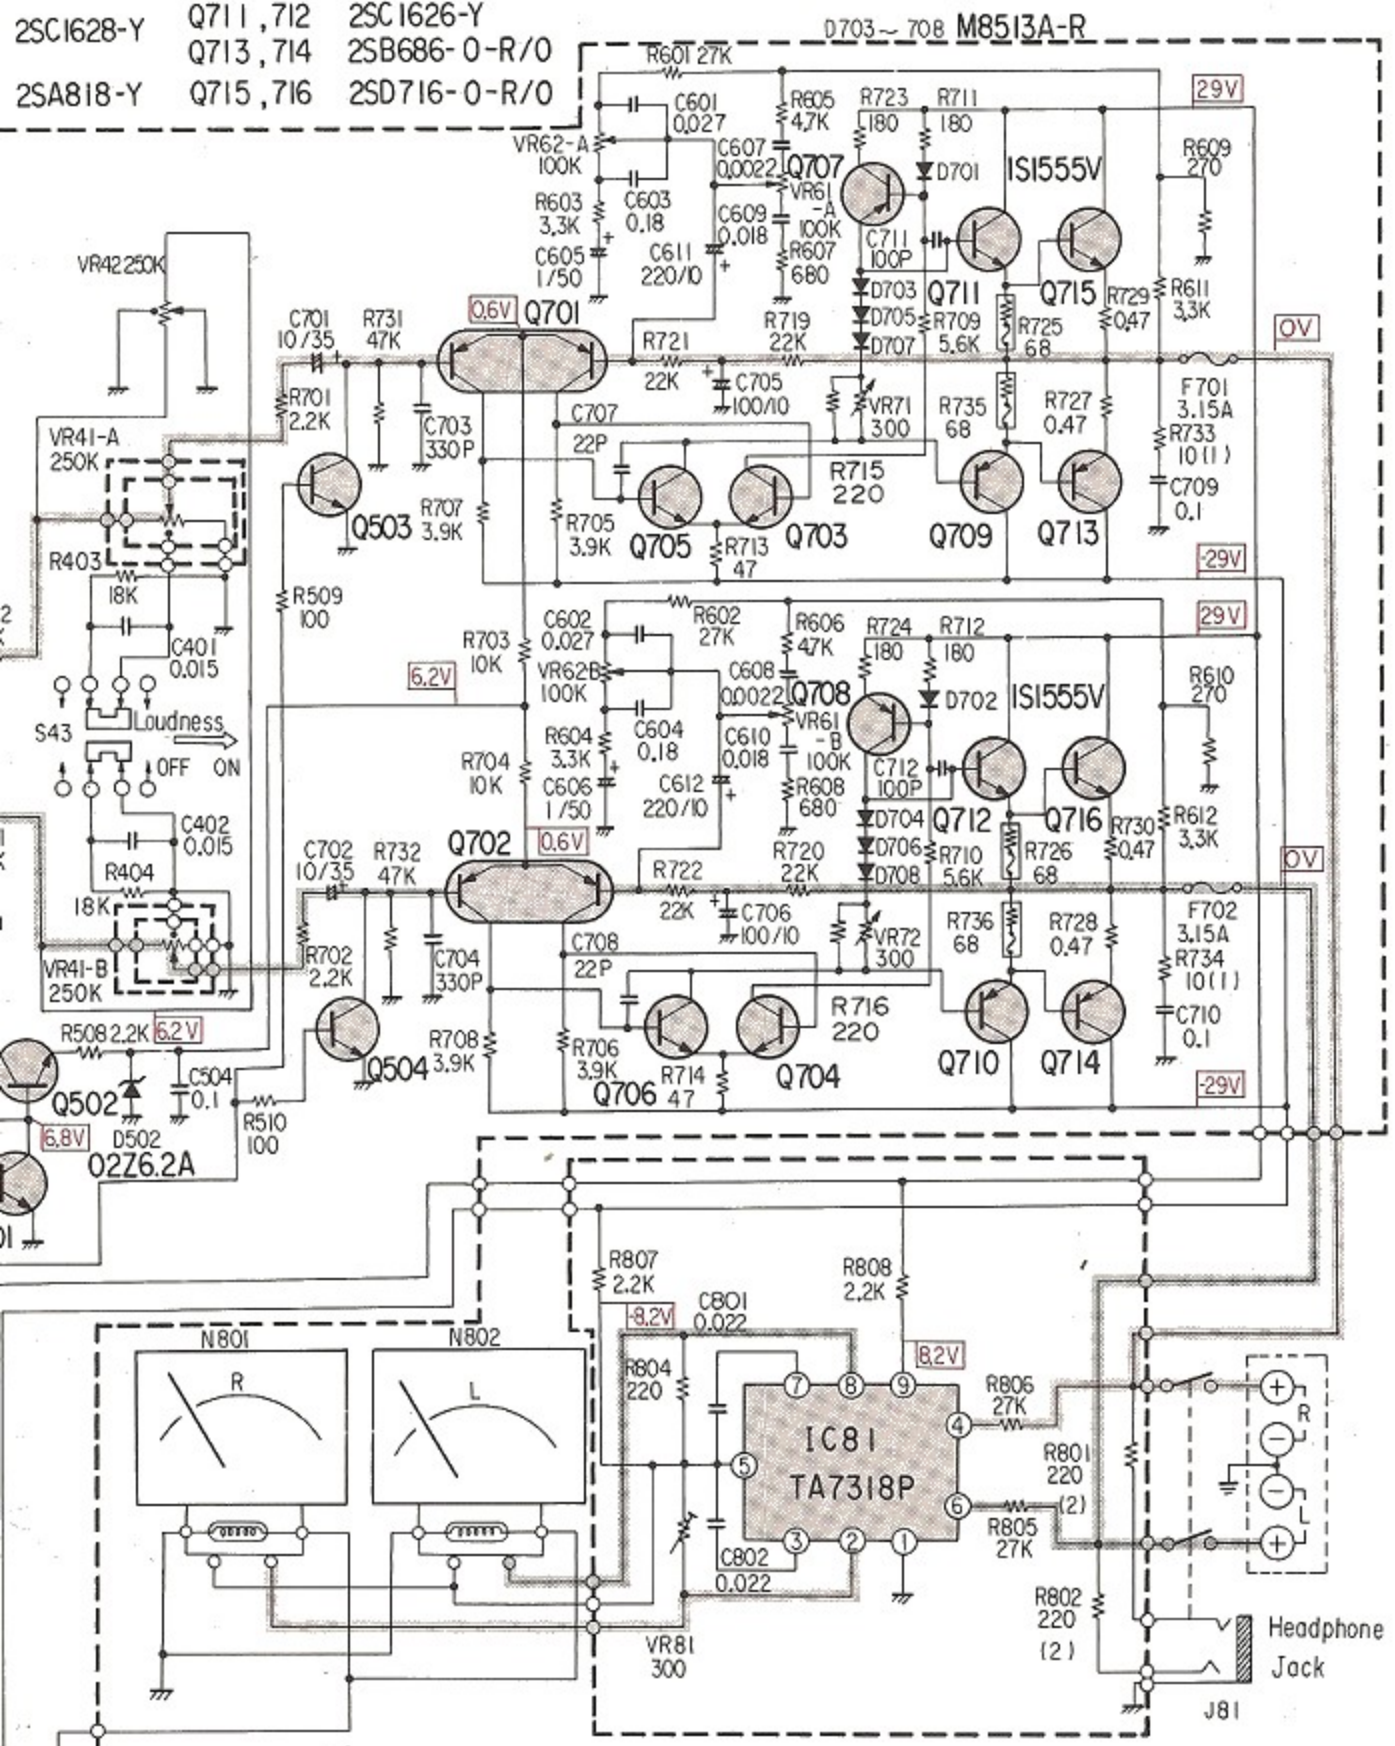 2SC1628-Y Q711,712 2SC1626-Y
Q713,714 2SB686-O-R/O
2SA818-Y Q715,716 2SD716-O-R/O
D703~708 M8513A-R
R601 27K
C601
0.027
VR62-A
100K
R603
3.3K
C603
0.18
C605
1/50
R605
4.7K
C607
0.0022
Q707
VR61
-A
100K
C609
0.018
R607
680
C611
220/10
R723
180
R711
180
29V
D701
IS1555V
R609
270
C711
100P
D703
D705
D707
Q711
Q715
R729
0.47
R611
3.3K
R709
5.6K
R725
68
0V
VR42 250K
C701
10/35
+
R731
47K
0.6V
Q701
R721
22K
R719
22K
C705
100/10
F701
3.15A
R701
2.2K
C703
330P
C707
22P
VR71
300
R735
68
R727
0.47
R733
10(1)
VR41-A
250K
R715
220
C709
0.1
Q503
R707
3.9K
R705
3.9K
Q705
R713
47
Q703
Q709
Q713
-29V
R403
18K
R509
100
C401
0.015
S43
Loudness
OFF ON
C402
0.015
R404
18K
VR41-B
250K
R703
10K
6.2V
R704
10K
C602
0.027
R602
27K
VR62B
100K
R604
3.3K
C604
0.18
C606
1/50
R606
4.7K
C608
0.0022
Q708
VR61
-B
100K
C610
0.018
R608
680
C612
220/10
R724
180
R712
180
29V
D702
IS1555V
R610
270
C712
100P
D704
D706
D708
Q712
Q716
R730
0.47
R612
3.3K
R710
5.6K
R726
68
0V
C702
10/35
+
R732
47K
Q702
0.6V
R722
22K
R720
22K
C706
100/10
F702
3.15A
R702
2.2K
C704
330P
C708
22P
VR72
300
R736
68
R728
0.47
R734
10(1)
R716
220
C710
0.1
R508 2.2K
6.2V
Q502
C504
0.1
6.8V
D502
02Z6.2A
R510
100
Q504
R708
3.9K
R706
3.9K
Q706
R714
47
Q704
Q710
Q714
-29V
R807
2.2K
R808
2.2K
-8.2V
C801
0.022
8.2V
N801
N802
R
L
R804
220
7 8 9
IC81
TA7318P
4
5
6
3 2 1
R806
27K
R801
220
(2)
R805
27K
C802
0.022
VR81
300
R802
220
(2)
+
R
−
−
L
+
Headphone
Jack
J81